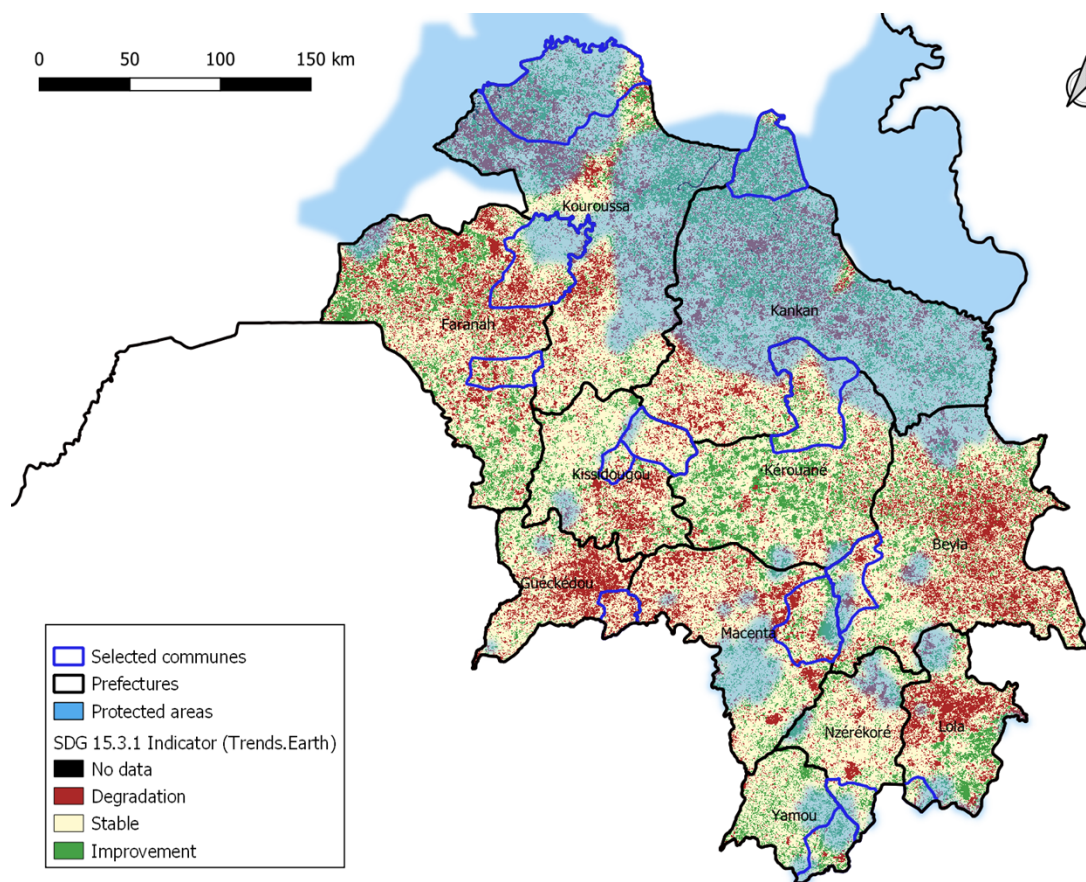 0 50 100 150 km
Kouroussa
Kankan
Faranah
Kissidougou
Kérouané
Beyla
Gueckédou
Macenta
Nzérékoré
Lola
Yamou
Selected communes
Prefectures
Protected areas
SDG 15.3.1 Indicator (Trends.Earth)
No data
Degradation
Stable
Improvement